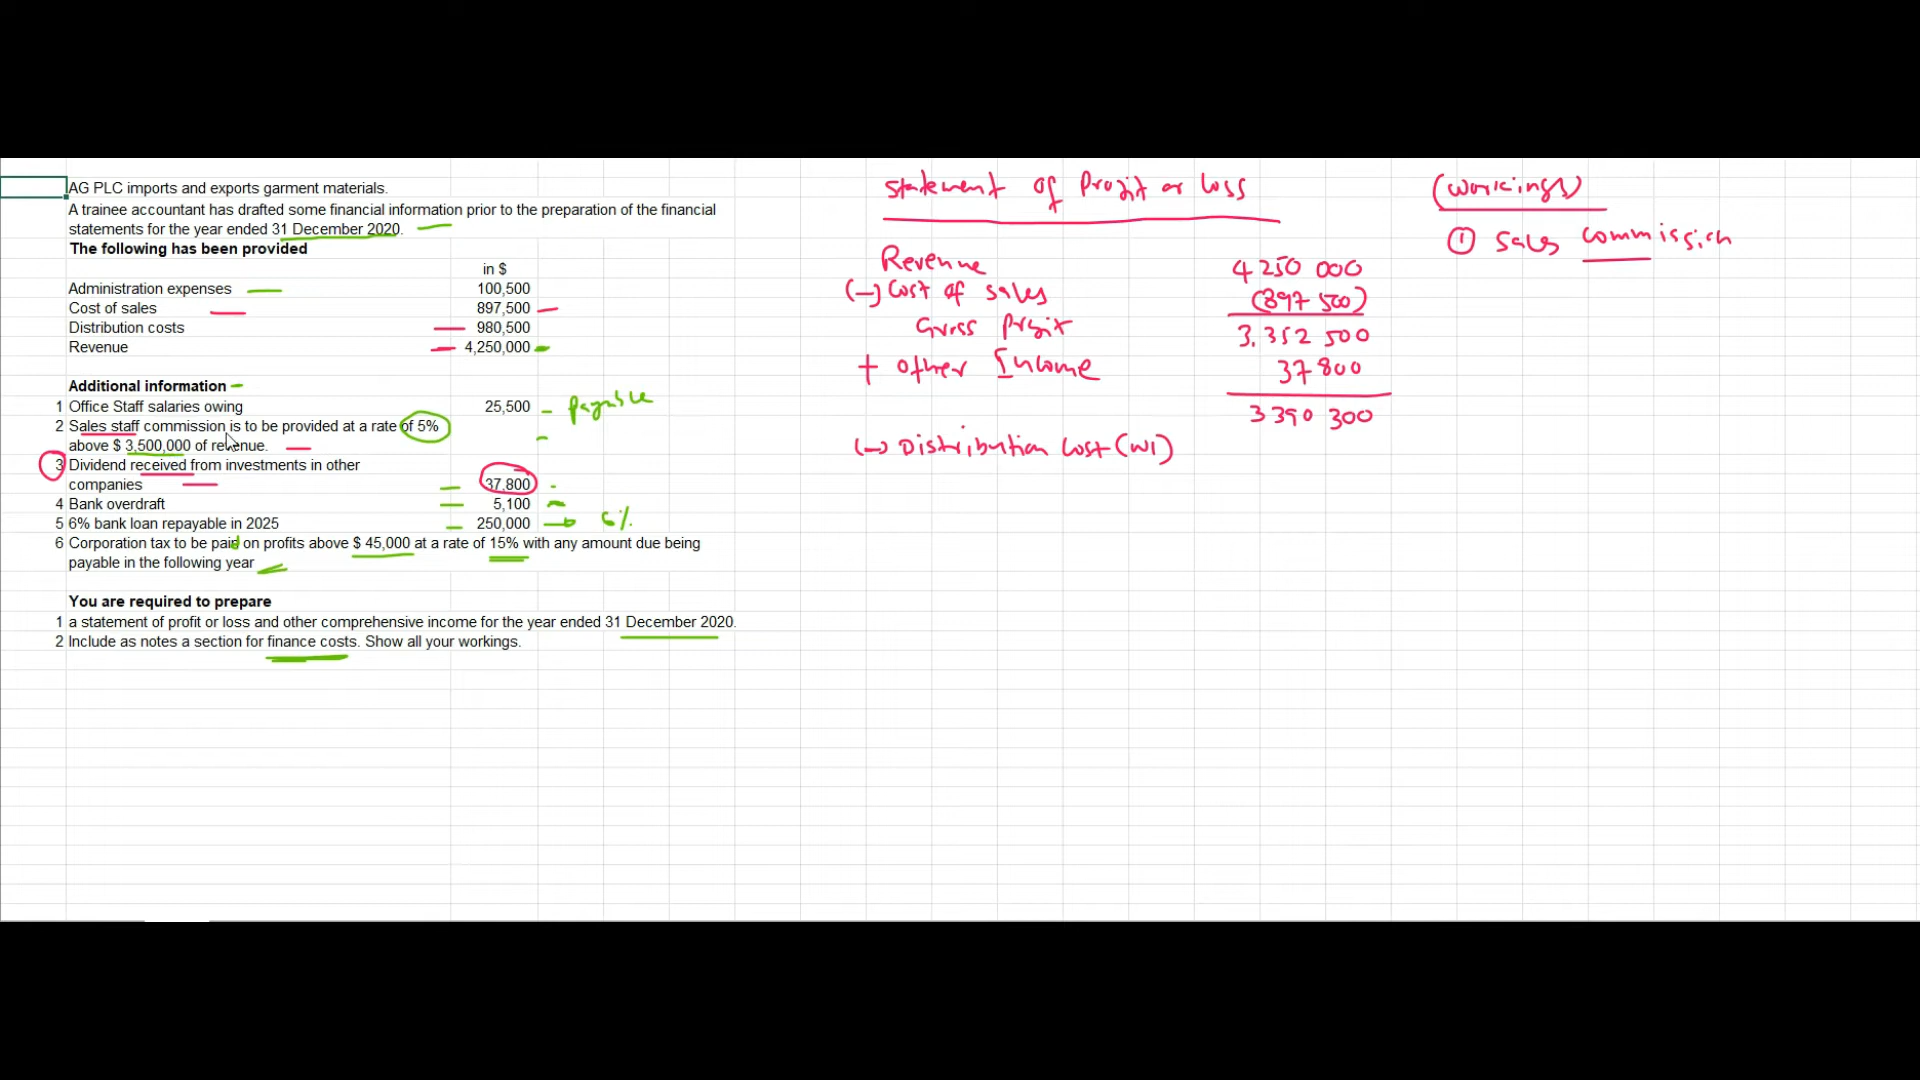 AG PLC imports and exports garment materials.
A trainee accountant has drafted some financial information prior to the preparation of the financial
statements for the year ended 31 December 2020.
The following has been provided
in $
Administration expenses 100,500
Cost of sales 897,500
Distribution costs 980,500
Revenue 4,250,000
Additional information
1 Office Staff salaries owing 25,500 payable
2 Sales staff commission is to be provided at a rate of 5%
above $ 3,500,000 of revenue.
3 Dividend received from investments in other
companies 37,800
4 Bank overdraft 5,100
5 6% bank loan repayable in 2025 250,000 6%
6 Corporation tax to be paid on profits above $ 45,000 at a rate of 15% with any amount due being
payable in the following year
You are required to prepare
1 a statement of profit or loss and other comprehensive income for the year ended 31 December 2020.
2 Include as notes a section for finance costs. Show all your workings.
Statement of Profit or Loss
Revenue 4 250 000
(-) Cost of sales (897 500)
Gross Profit 3,352 500
+ Other Income 37 800
3 390 300
(-) Distribution Cost (W1)
(Workings)
① Sales commission